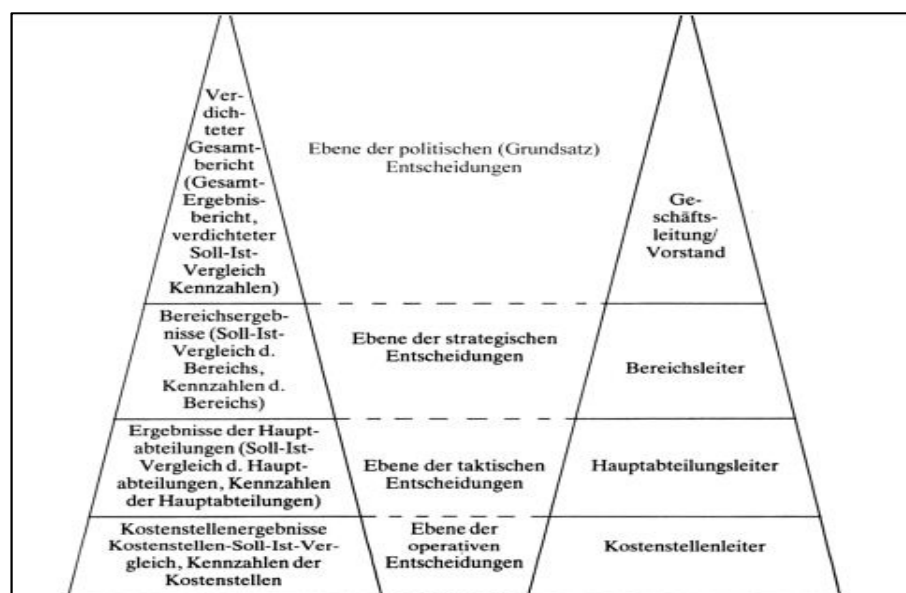 Ver-
dich-
teter
Gesamt-
bericht
(Gesamt-
Ergebnis-
bericht,
verdichteter
Soll-Ist-
Vergleich
Kennzahlen)
Ebene der politischen (Grundsatz)
Entscheidungen
Ge-
schäfts-
leitung/
Vorstand
Bereichsergeb-
nisse (Soll-Ist-
Vergleich d.
Bereichs,
Kennzahlen d.
Bereichs)
Ebene der strategischen
Entscheidungen
Bereichsleiter
Ergebnisse der Haupt-
abteilungen (Soll-Ist-
Vergleich d. Haupt-
abteilungen, Kennzahlen
der Hauptabteilungen)
Ebene der taktischen
Entscheidungen
Hauptabteilungsleiter
Kostenstellenergebnisse
Kostenstellen-Soll-Ist-Ver-
gleich, Kennzahlen der
Kostenstellen
Ebene der
operativen
Entscheidungen
Kostenstellenleiter